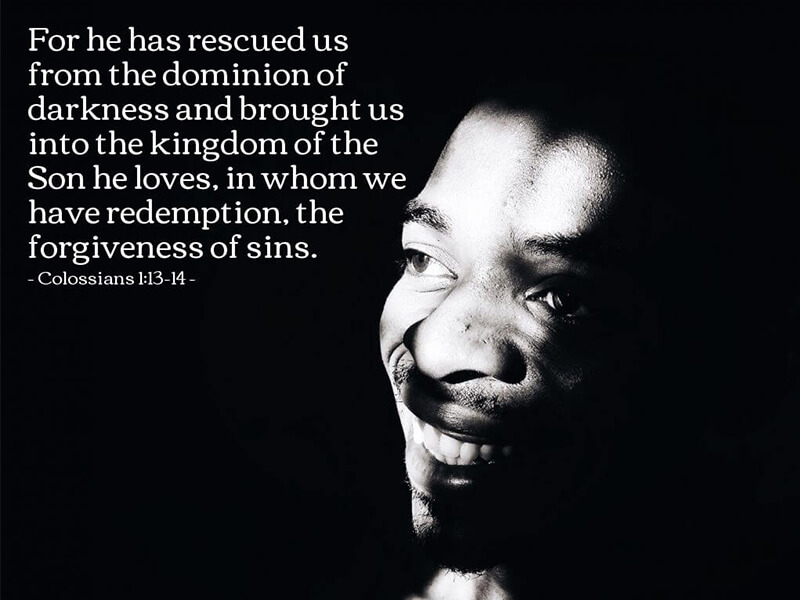 For he has rescued us
from the dominion of
darkness and brought us
into the kingdom of the
Son he loves, in whom we
have redemption, the
forgiveness of sins.
- Colossians 1:13-14 -